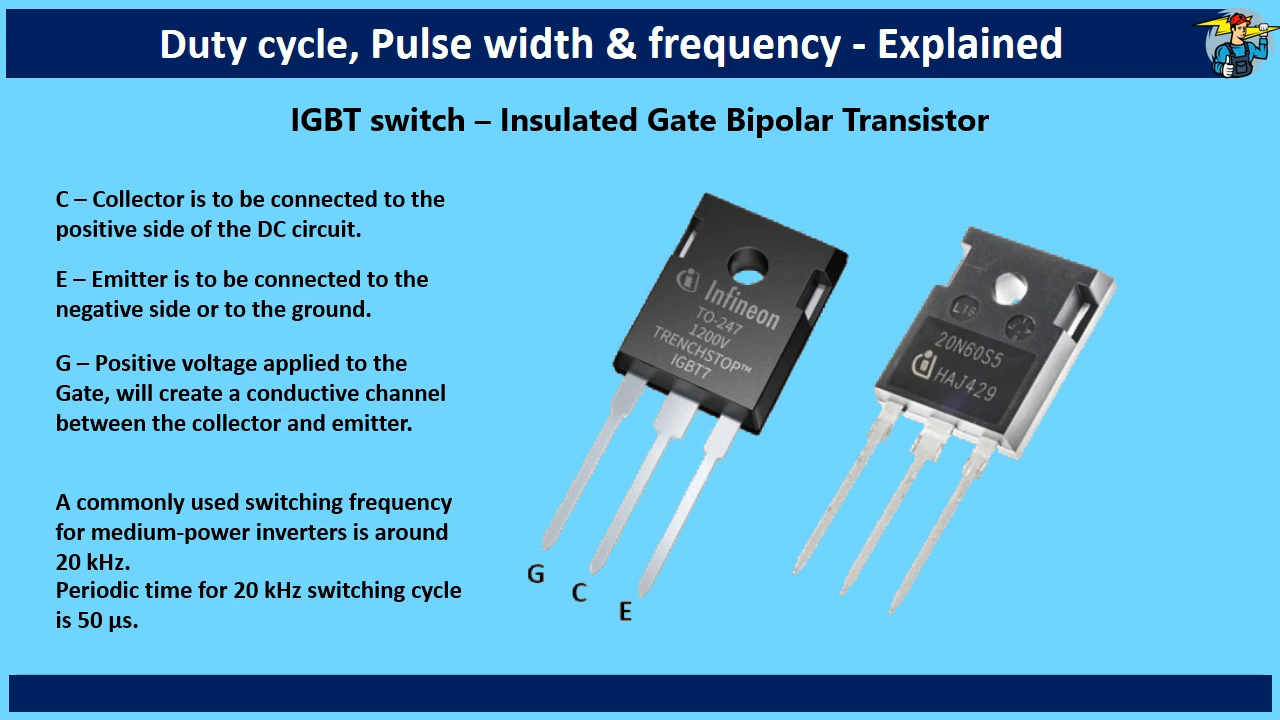 Duty cycle, Pulse width & frequency - Explained
IGBT switch – Insulated Gate Bipolar Transistor
C – Collector is to be connected to the
positive side of the DC circuit.
E – Emitter is to be connected to the
negative side or to the ground.
G – Positive voltage applied to the
Gate, will create a conductive channel
between the collector and emitter.
A commonly used switching frequency
for medium-power inverters is around
20 kHz.
Periodic time for 20 kHz switching cycle
is 50 μs.
Infineon
TO-247
1200V
TRENCHSTOP™
IGBT7
G
C
E
L16
20N60S5
HAJ429